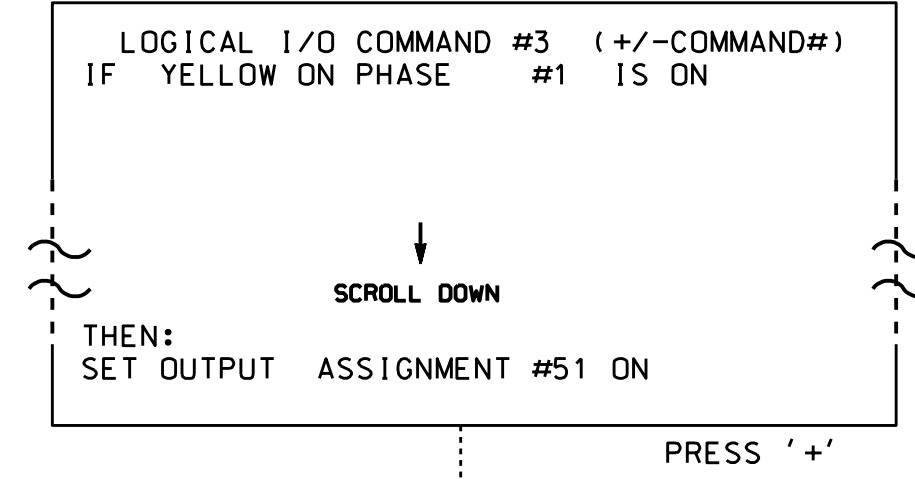 LOGICAL I/O COMMAND #3 (+/-COMMAND#)
IF YELLOW ON PHASE #1 IS ON
SCROLL DOWN
THEN:
SET OUTPUT ASSIGNMENT #51 ON
PRESS '+'